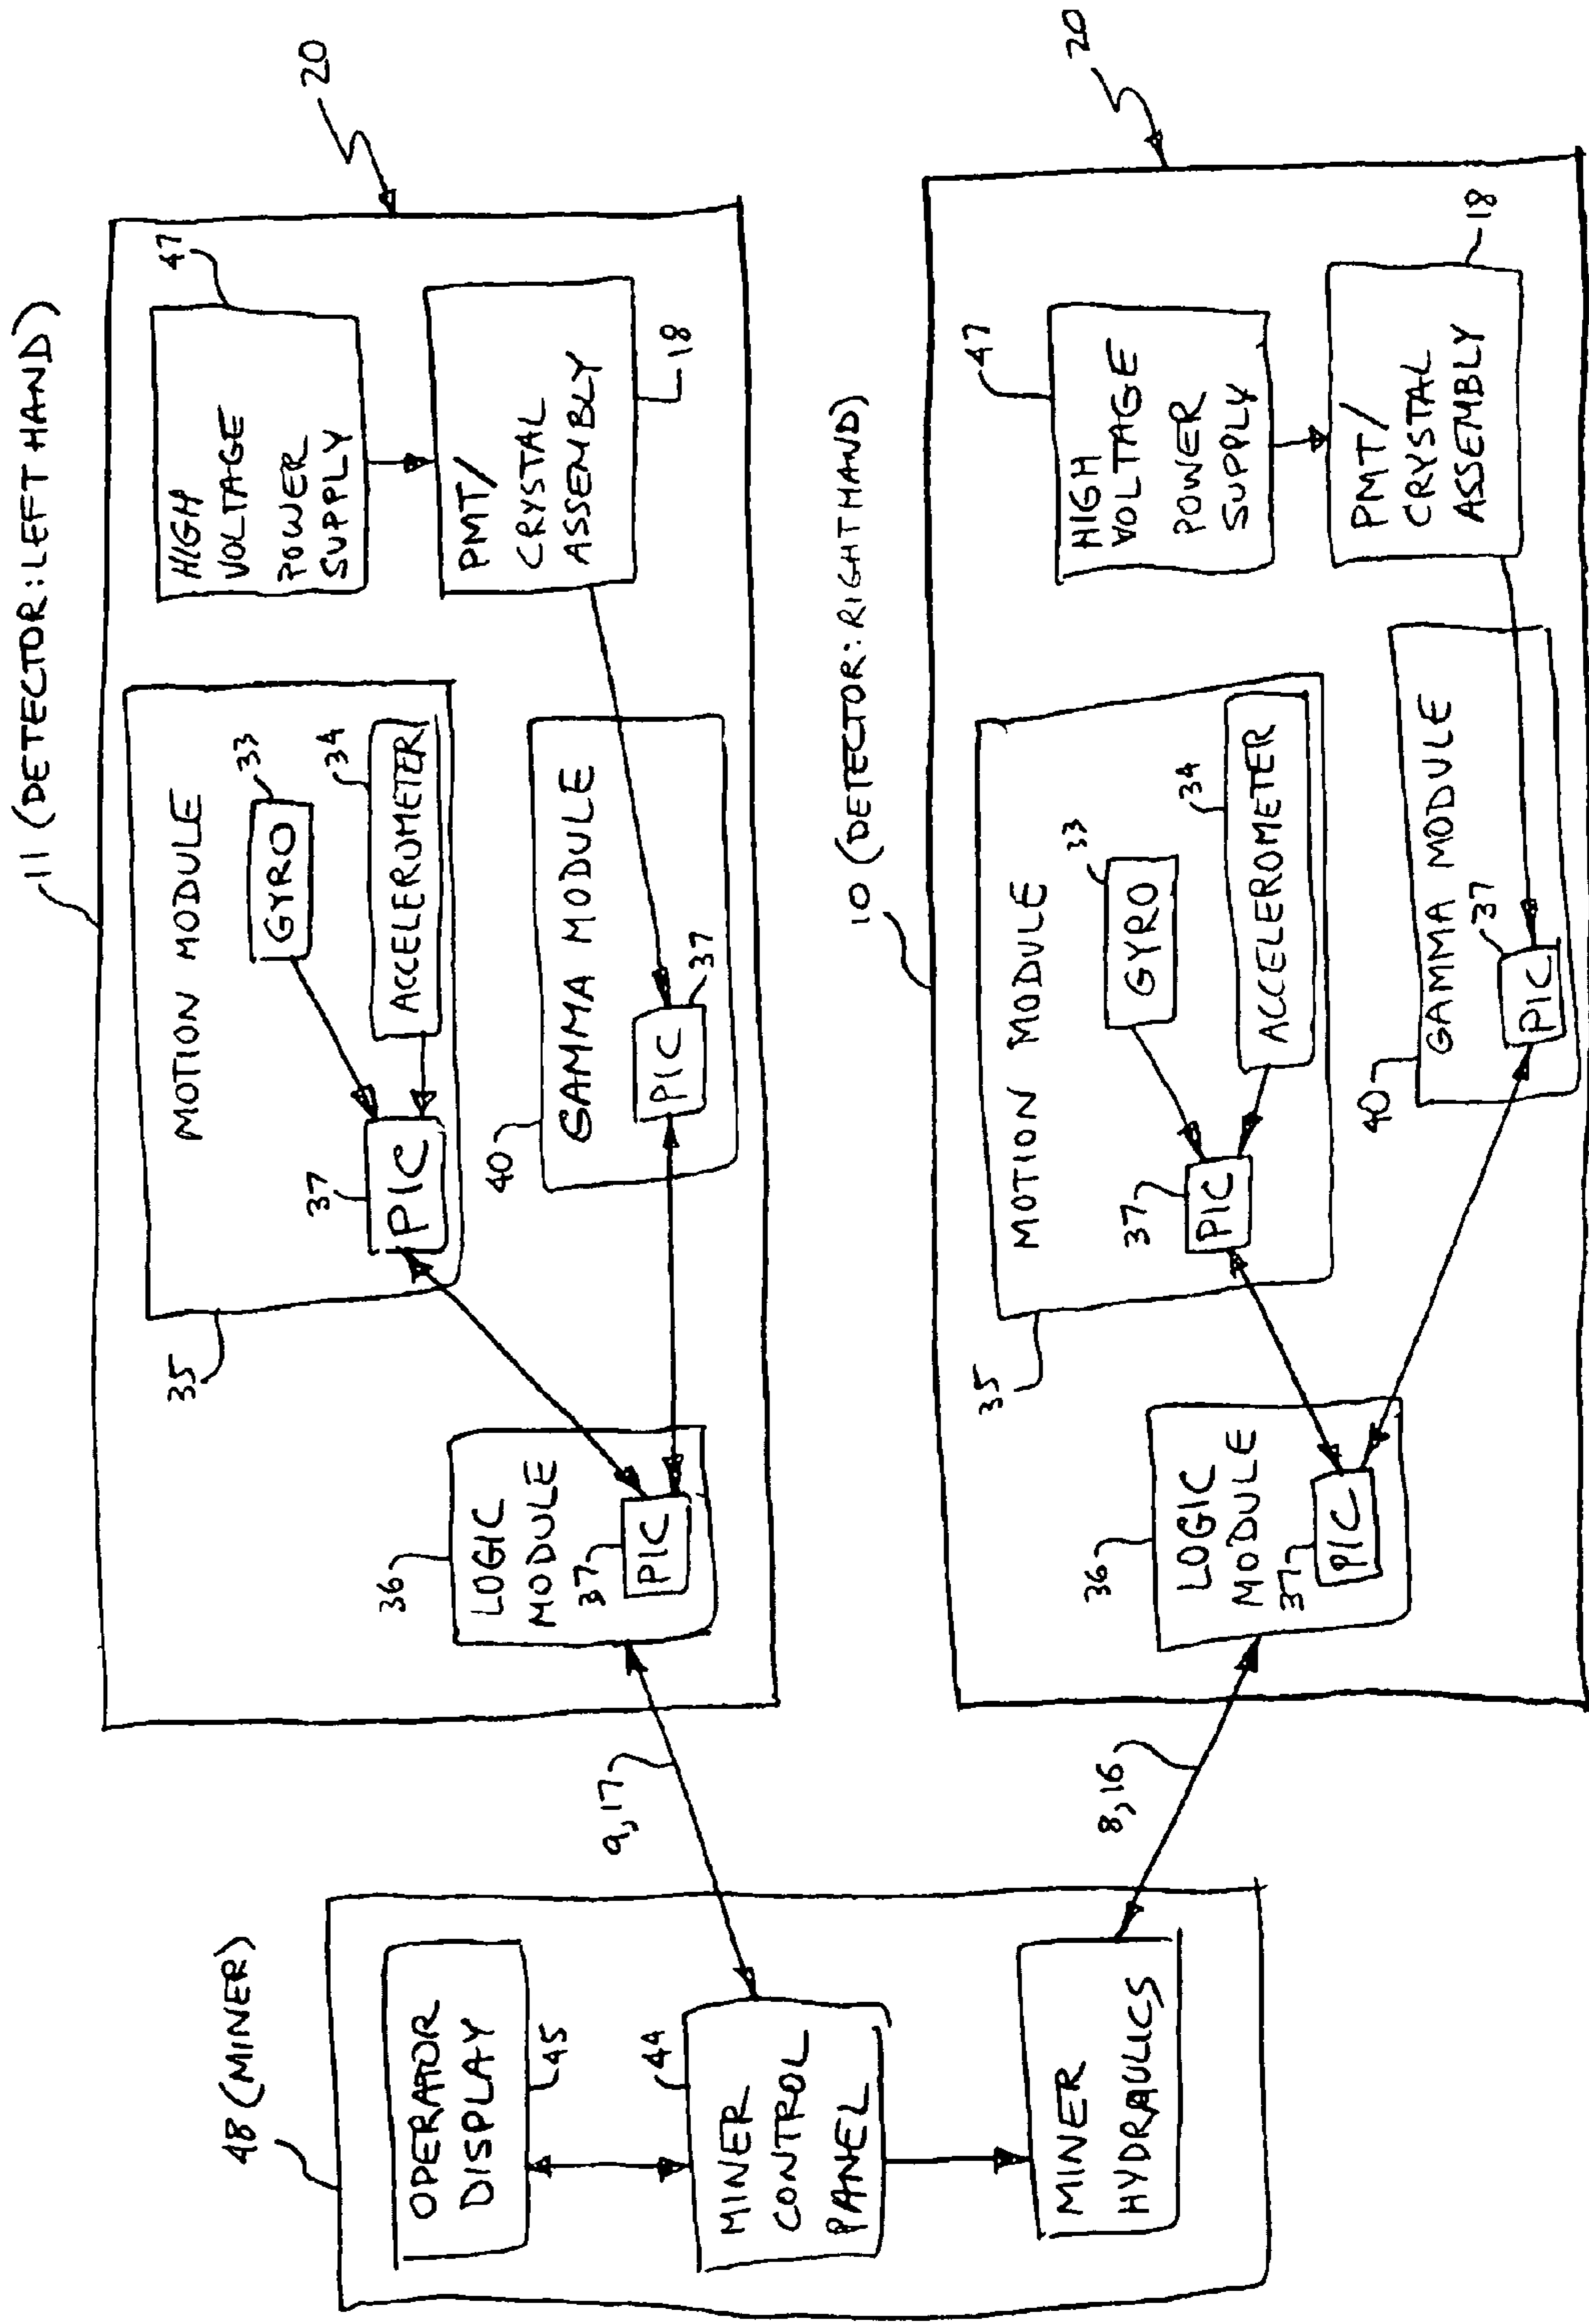 11 (DETECTOR: LEFT HAND)
20
MOTION MODULE
GYRO
33
34
ACCELEROMETER
37
PIC
35
HIGH
VOLTAGE
POWER
SUPPLY
47
PMT/
CRYSTAL
ASSEMBLY
18
40
GAMMA MODULE
PIC
37
36
LOGIC
MODULE
37
PIC
9,17
48 (MINER)
OPERATOR
DISPLAY
45
44
MINER
CONTROL
PANEL
MINER
HYDRAULICS
8,16
10 (DETECTOR: RIGHT HAND)
20
MOTION MODULE
GYRO
33
34
ACCELEROMETER
37
PIC
35
HIGH
VOLTAGE
POWER
SUPPLY
47
PMT/
CRYSTAL
ASSEMBLY
18
40
GAMMA MODULE
37
PIC
36
LOGIC
MODULE
37
PIC